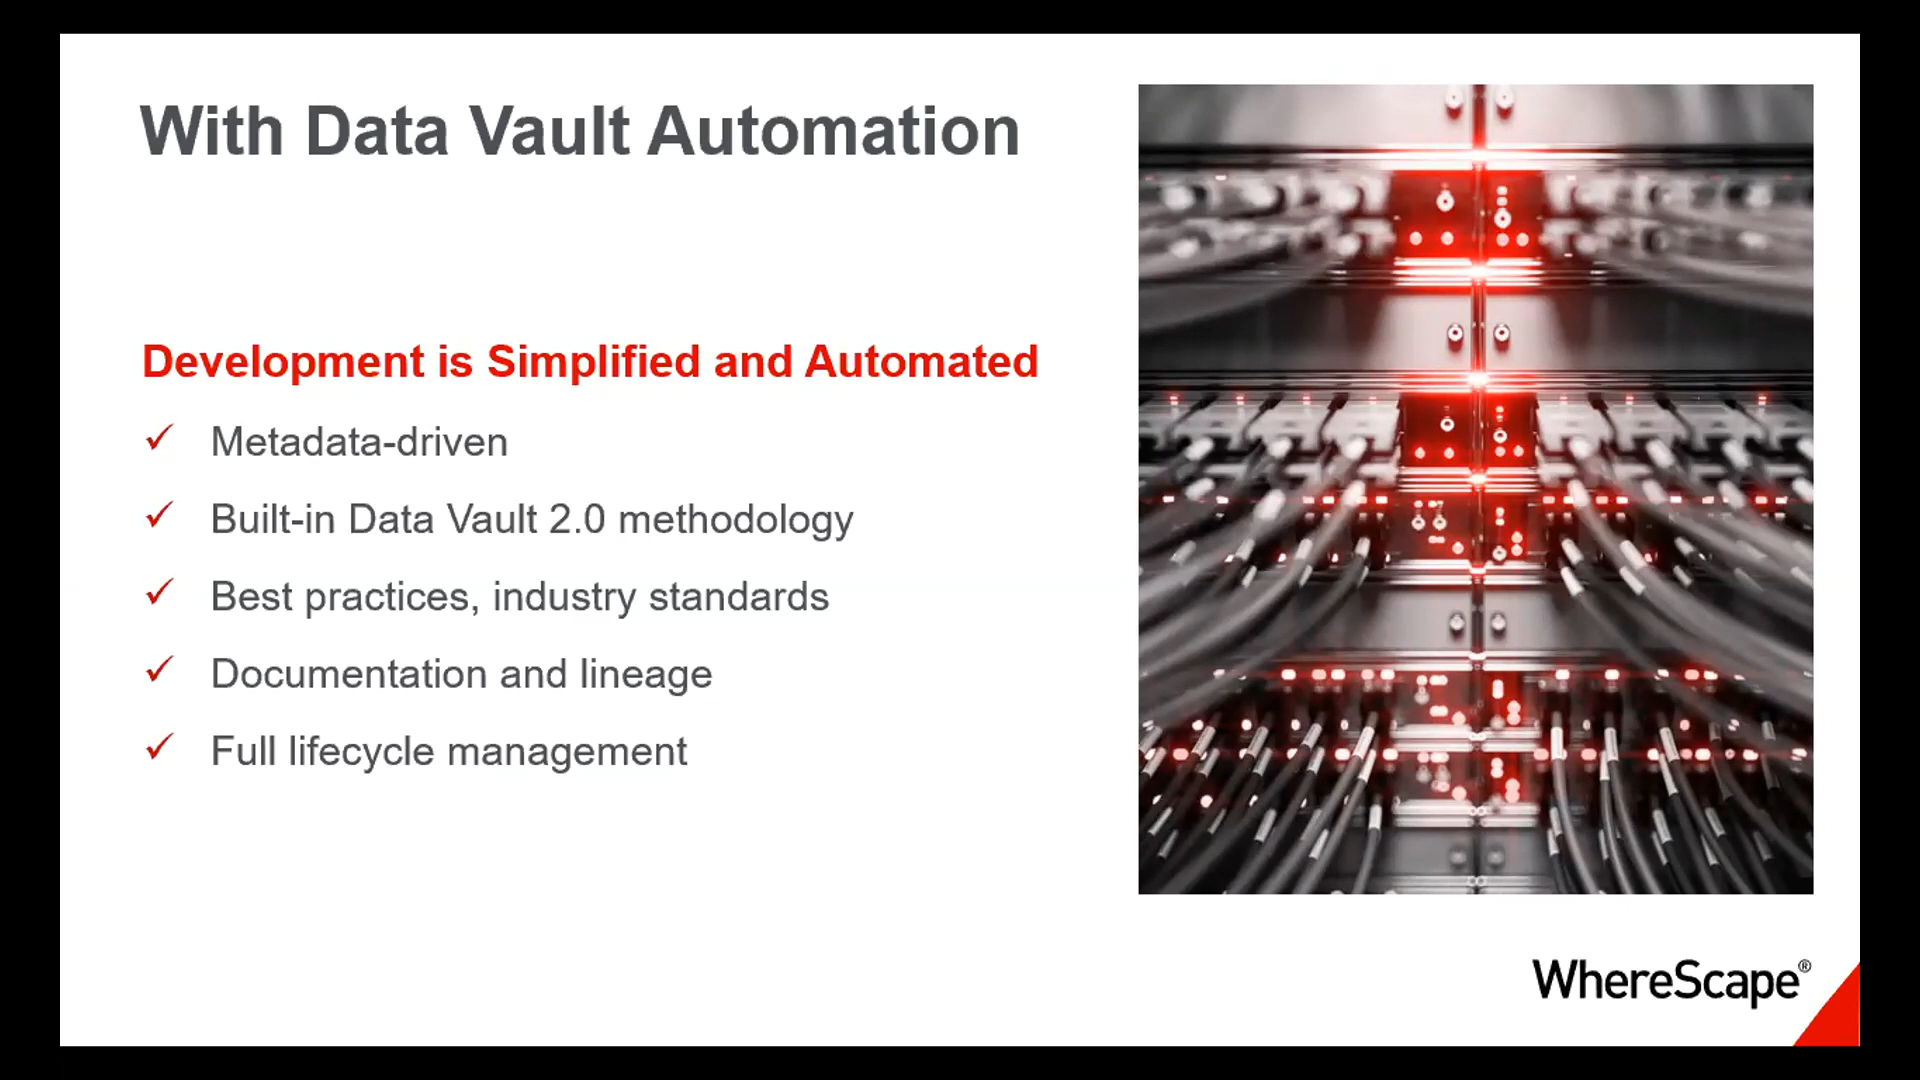 With Data Vault Automation
Development is Simplified and Automated
✓ Metadata-driven
✓ Built-in Data Vault 2.0 methodology
✓ Best practices, industry standards
✓ Documentation and lineage
✓ Full lifecycle management
WhereScape®